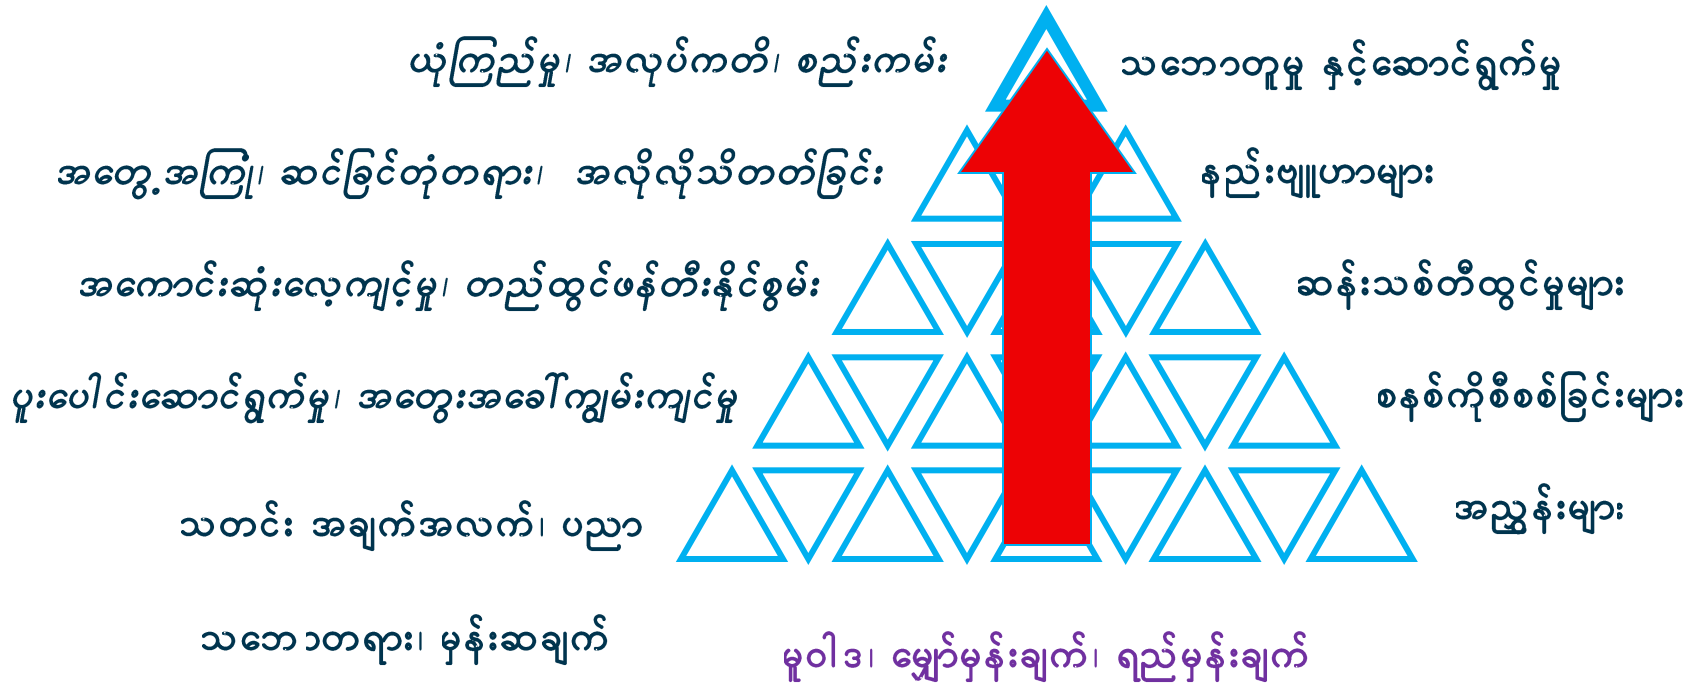 ယုံကြည်မှု၊ အလုပ်ကတိ၊ စည်းကမ်း
သဘောတူမှု နှင့်ဆောင်ရွက်မှု
အတွေ့အကြုံ၊ ဆင်ခြင်တုံတရား၊ အလိုလိုသိတတ်ခြင်း
နည်းဗျူဟာများ
အကောင်းဆုံးလေ့ကျင့်မှု၊ တည်ထွင်ဖန်တီးနိုင်စွမ်း
ဆန်းသစ်တီထွင်မှုများ
ပူးပေါင်းဆောင်ရွက်မှု၊ အတွေးအခေါ်ကျွမ်းကျင်မှု
စနစ်ကိုစီစစ်ခြင်းများ
သတင်း အချက်အလက်၊ ပညာ
အညွှန်းများ
သဘောတရား၊ မှန်းဆချက်
မူဝါဒ၊ မျှော်မှန်းချက်၊ ရည်မှန်းချက်